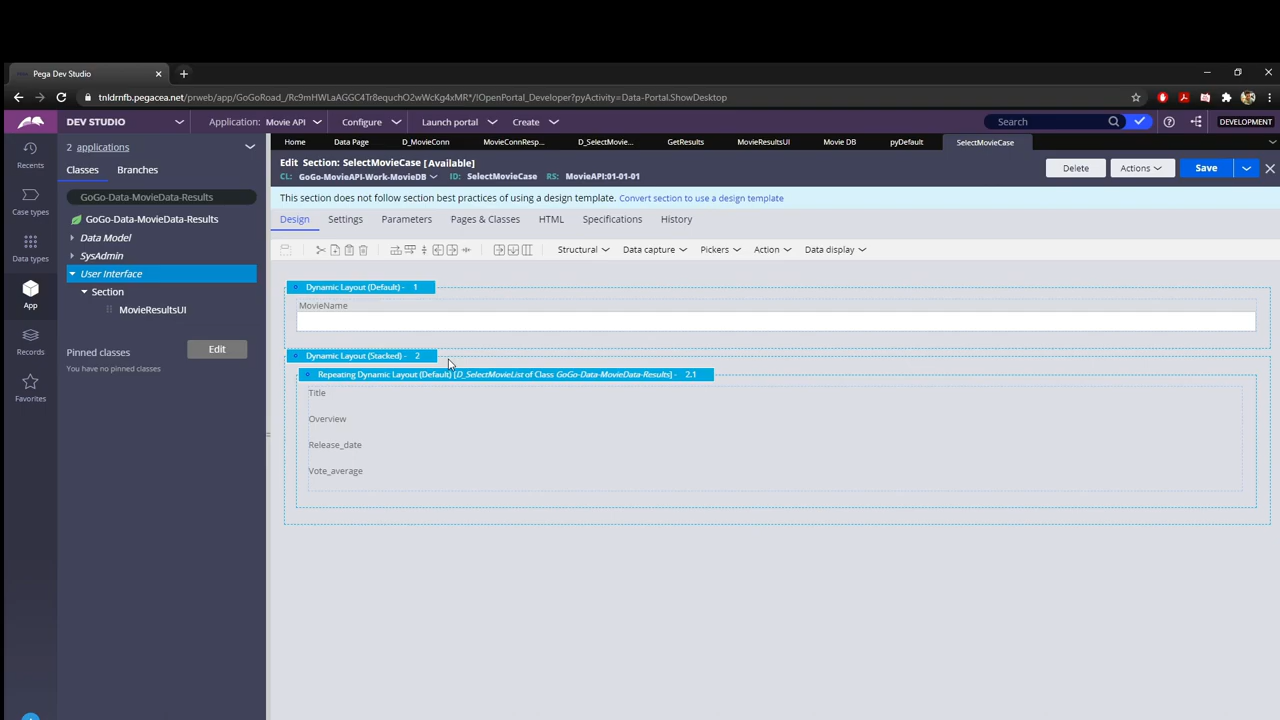 Pega Dev Studio
tnldrnfb.pegacea.net/prweb/app/GoGoRoad_/Rc9mHWLaAGGC4Tr8equchO2wWcKg4xMR*/IOpenPortal_Developer?pyActivity=Data-Portal.ShowDesktop
DEV STUDIO Application: Movie API Configure Launch portal Create Search DEVELOPMENT
2 applications
Home Data Page D_MovieConn MovieConnResp... D_SelectMovie... GetResults MovieResultsUI Movie DB pyDefault SelectMovieCase
Edit Section: SelectMovieCase [Available]
CL: GoGo-MovieAPI-Work-MovieDB ID: SelectMovieCase RS: MovieAPI:01-01-01
Delete Actions Save
This section does not follow section best practices of using a design template. Convert section to use a design template
Design Settings Parameters Pages & Classes HTML Specifications History
Structural Data capture Pickers Action Data display
Recents
Case types
Data types
App
Records
Favorites
Classes Branches
GoGo-Data-MovieData-Results
GoGo-Data-MovieData-Results
Data Model
SysAdmin
User Interface
Section
MovieResultsUI
Pinned classes Edit
You have no pinned classes
Dynamic Layout (Default) - 1
MovieName
Dynamic Layout (Stacked) - 2
Repeating Dynamic Layout (Default) [D_SelectMovieList of Class GoGo-Data-MovieData-Results] - 2.1
Title
Overview
Release_date
Vote_average